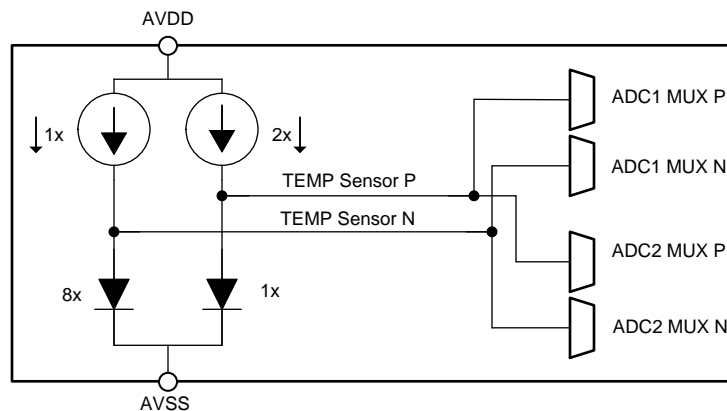 AVDD
1x
2x
ADC1 MUX P
ADC1 MUX N
TEMP Sensor P
TEMP Sensor N
ADC2 MUX P
8x
1x
ADC2 MUX N
AVSS